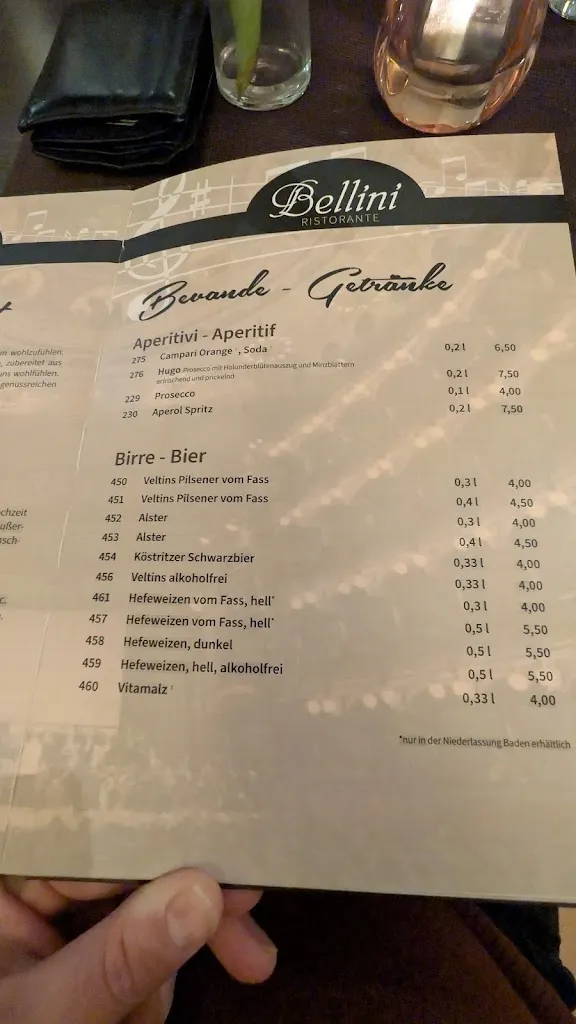 Bellini
RISTORANTE
Bevande - Getränke
Aperitivi - Aperitif
275 Campari Orange, Soda 0,2 l 6,50
276 Hugo Prosecco mit Holunderblütenauszug und Minzblättern 0,2 l 7,50
erfrischend und prickelnd
229 Prosecco 0,1 l 4,00
230 Aperol Spritz 0,2 l 7,50
Birre - Bier
450 Veltins Pilsener vom Fass 0,3 l 4,00
451 Veltins Pilsener vom Fass 0,4 l 4,50
452 Alster 0,3 l 4,00
453 Alster 0,4 l 4,50
454 Köstritzer Schwarzbier 0,33 l 4,00
456 Veltins alkoholfrei 0,33 l 4,00
461 Hefeweizen vom Fass, hell* 0,3 l 4,00
457 Hefeweizen vom Fass, hell* 0,5 l 5,50
458 Hefeweizen, dunkel 0,5 l 5,50
459 Hefeweizen, hell, alkoholfrei 0,5 l 5,50
460 Vitamalz 0,33 l 4,00
*nur in der Niederlassung Baden erhältlich
wohlzufühlen.
zubereitet aus
uns wohlfühlen.
genussreichen